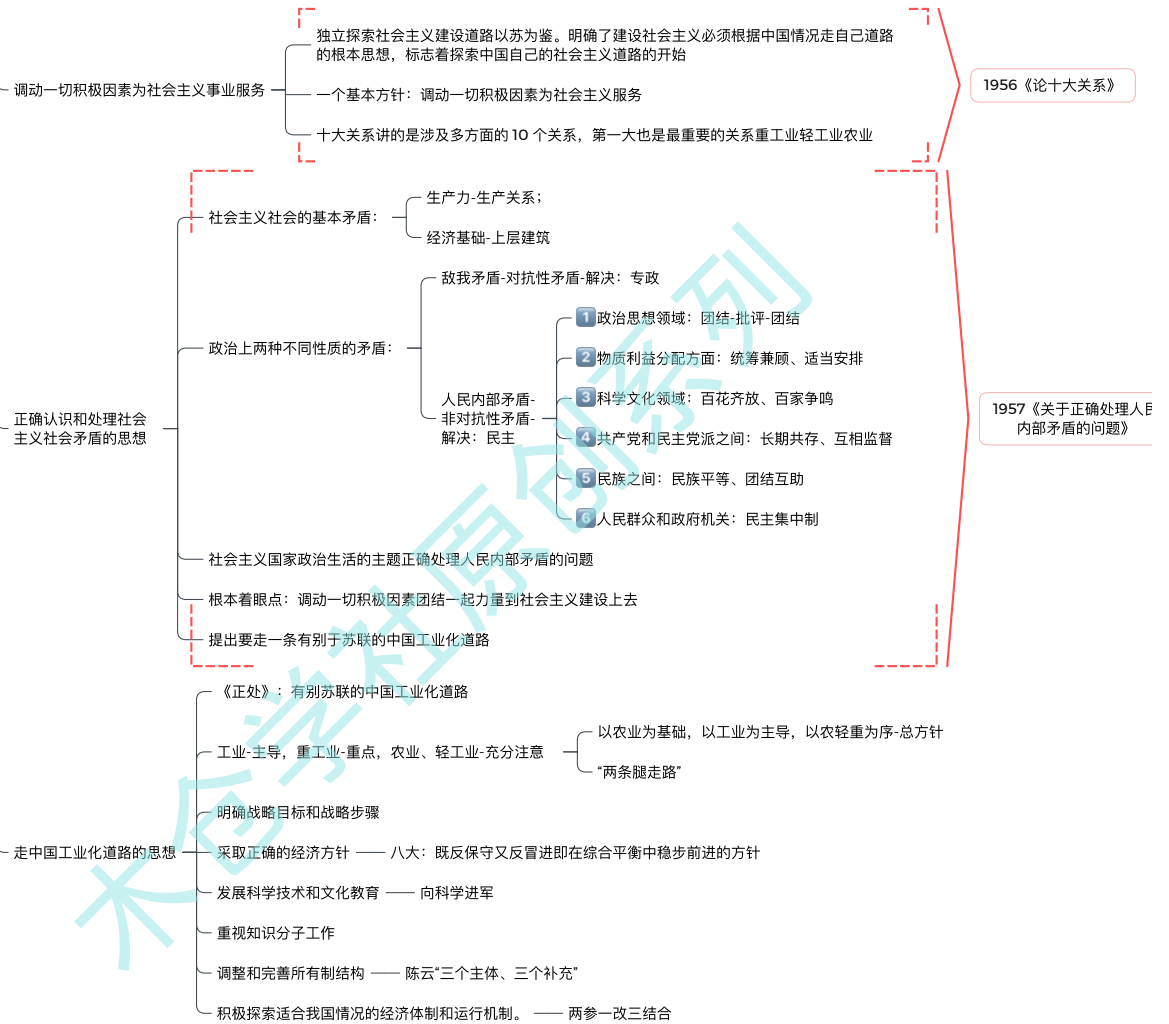 调动一切积极因素为社会主义事业服务
独立探索社会主义建设道路以苏为鉴。明确了建设社会主义必须根据中国情况走自己道路
的根本思想，标志着探索中国自己的社会主义道路的开始
一个基本方针：调动一切积极因素为社会主义服务
十大关系讲的是涉及多方面的 10 个关系，第一大也是最重要的关系重工业轻工业农业
1956《论十大关系》
正确认识和处理社会
主义社会矛盾的思想
社会主义社会的基本矛盾：
生产力-生产关系；
经济基础-上层建筑
政治上两种不同性质的矛盾：
敌我矛盾-对抗性矛盾-解决：专政
人民内部矛盾-
非对抗性矛盾-
解决：民主
1政治思想领域：团结-批评-团结
2物质利益分配方面：统筹兼顾、适当安排
3科学文化领域：百花齐放、百家争鸣
4共产党和民主党派之间：长期共存、互相监督
5民族之间：民族平等、团结互助
6人民群众和政府机关：民主集中制
社会主义国家政治生活的主题正确处理人民内部矛盾的问题
根本着眼点：调动一切积极因素团结一起力量到社会主义建设上去
提出要走一条有别于苏联的中国工业化道路
1957《关于正确处理人民
内部矛盾的问题》
走中国工业化道路的思想
《正处》：有别苏联的中国工业化道路
工业-主导，重工业-重点，农业、轻工业-充分注意
以农业为基础，以工业为主导，以农轻重为序-总方针
“两条腿走路”
明确战略目标和战略步骤
采取正确的经济方针
八大：既反保守又反冒进即在综合平衡中稳步前进的方针
发展科学技术和文化教育
向科学进军
重视知识分子工作
调整和完善所有制结构
陈云“三个主体、三个补充”
积极探索适合我国情况的经济体制和运行机制。
两参一改三结合
木仓学社原创系列